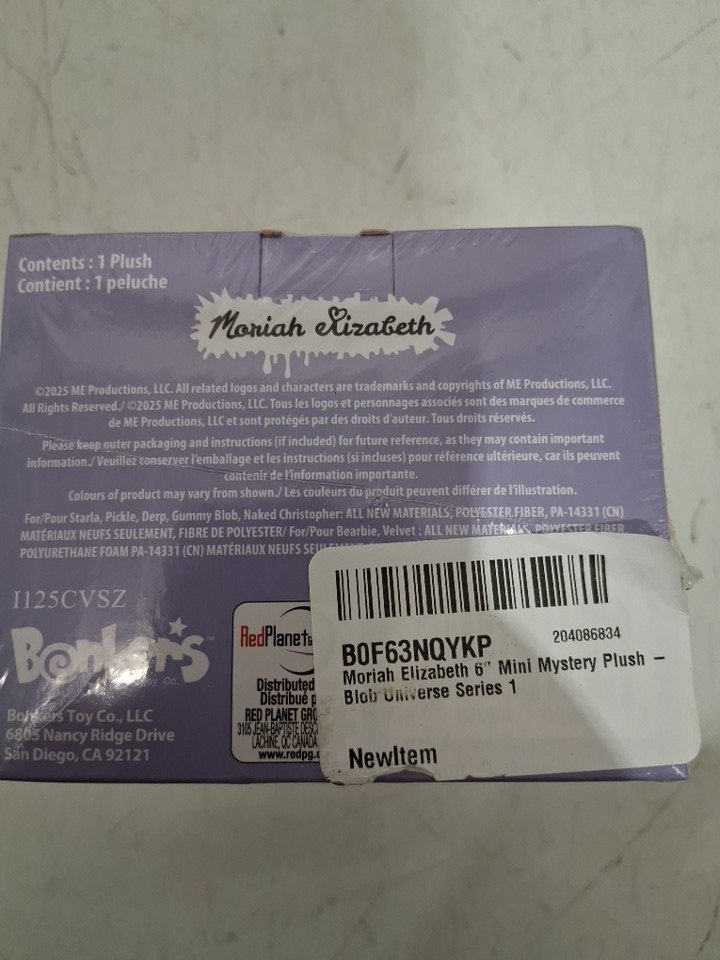 Contents : 1 Plush
Contient : 1 peluche
Moriah Elizabeth
©2025 ME Productions, LLC. All related logos and characters are trademarks and copyrights of ME Productions, LLC.
All Rights Reserved./ ©2025 ME Productions, LLC. Tous les logos et personnages associés sont des marques de commerce
de ME Productions, LLC et sont protégés par des droits d'auteur. Tous droits réservés.
Please keep outer packaging and instructions (if included) for future reference, as they may contain important
information./ Veuillez conserver l'emballage et les instructions (si incluses) pour référence ultérieure, car ils peuvent
contenir de l'information importante.
Colours of product may vary from shown./ Les couleurs du produit peuvent différer de l'illustration.
For/Pour Starla, Pickle, Derp, Gummy Blob, Naked Christopher: ALL NEW MATERIALS; POLYESTER FIBER, PA-14331 (CN)
MATÉRIAUX NEUFS SEULEMENT, FIBRE DE POLYESTER/ For/Pour Bearbie, Velvet : ALL NEW MATERIALS, POLYESTER FIBER
POLYURETHANE FOAM PA-14331 (CN) MATÉRIAUX NEUFS
I125CVSZ
Bonkers
Toy Co.
Bonkers Toy Co., LLC
6805 Nancy Ridge Drive
San Diego, CA 92121
RedPlanet
Distributed
Distribué
RED PLANET
3105 JEAN-BAPTISTE
LACHINE, QC CANADA
www.redpg.
B0F63NQYKP
204086834
Moriah Elizabeth 6" Mini Mystery Plush –
Blob Universe Series 1
NewItem